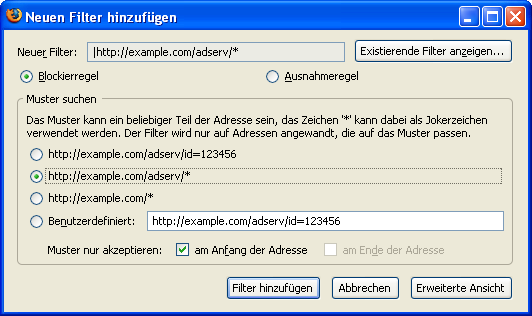 Neuen Filter hinzufügen
Neuer Filter: |http://example.com/adserv/* Existierende Filter anzeigen...
Blockierregel Ausnahmeregel
Muster suchen
Das Muster kann ein beliebiger Teil der Adresse sein, das Zeichen '*' kann dabei als Jokerzeichen
verwendet werden. Der Filter wird nur auf Adressen angewandt, die auf das Muster passen.
http://example.com/adserv/id=123456
http://example.com/adserv/*
http://example.com/*
Benutzerdefiniert: http://example.com/adserv/id=123456
Muster nur akzeptieren: am Anfang der Adresse am Ende der Adresse
Filter hinzufügen Abbrechen Erweiterte Ansicht